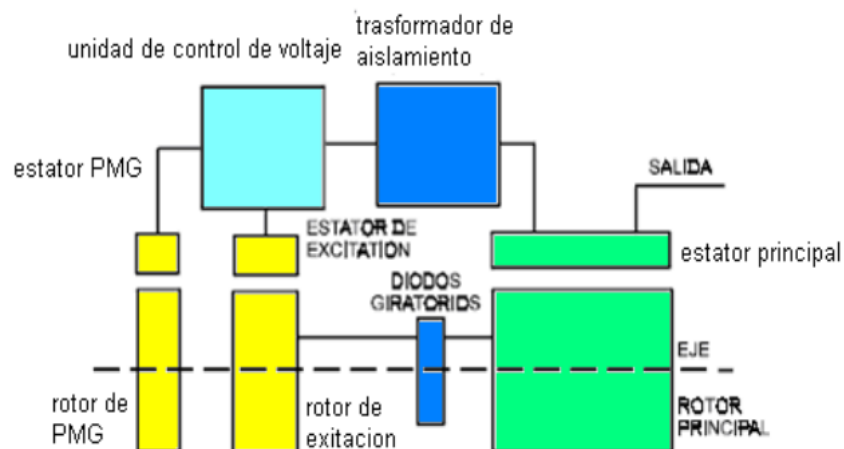 unidad de control de voltaje
trasformador de
aislamiento
estator PMG
SALIDA
ESTATOR DE
EXCITATION
estator principal
DIODOS
GIRATORIDS
EJE
rotor de
PMG
rotor de
exitacion
ROTOR
PRINCIPAL